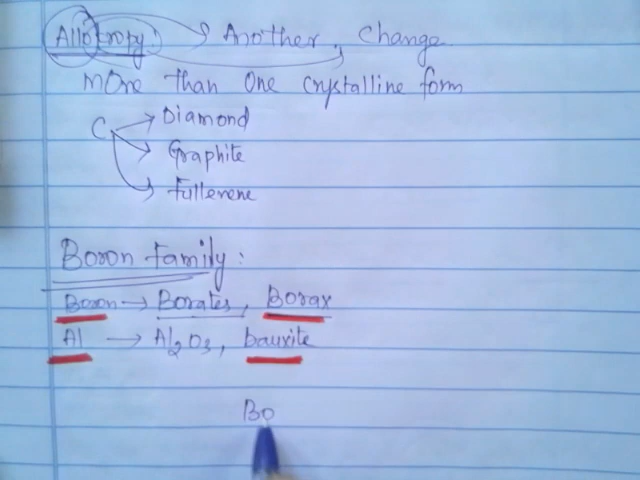 Allotropy: Another, Change
More than One Crystalline form
C Diamond
Graphite
Fullerene
Boron Family:
Boron → Borates, Borax
Al → Al2O3, bauxite
Bo